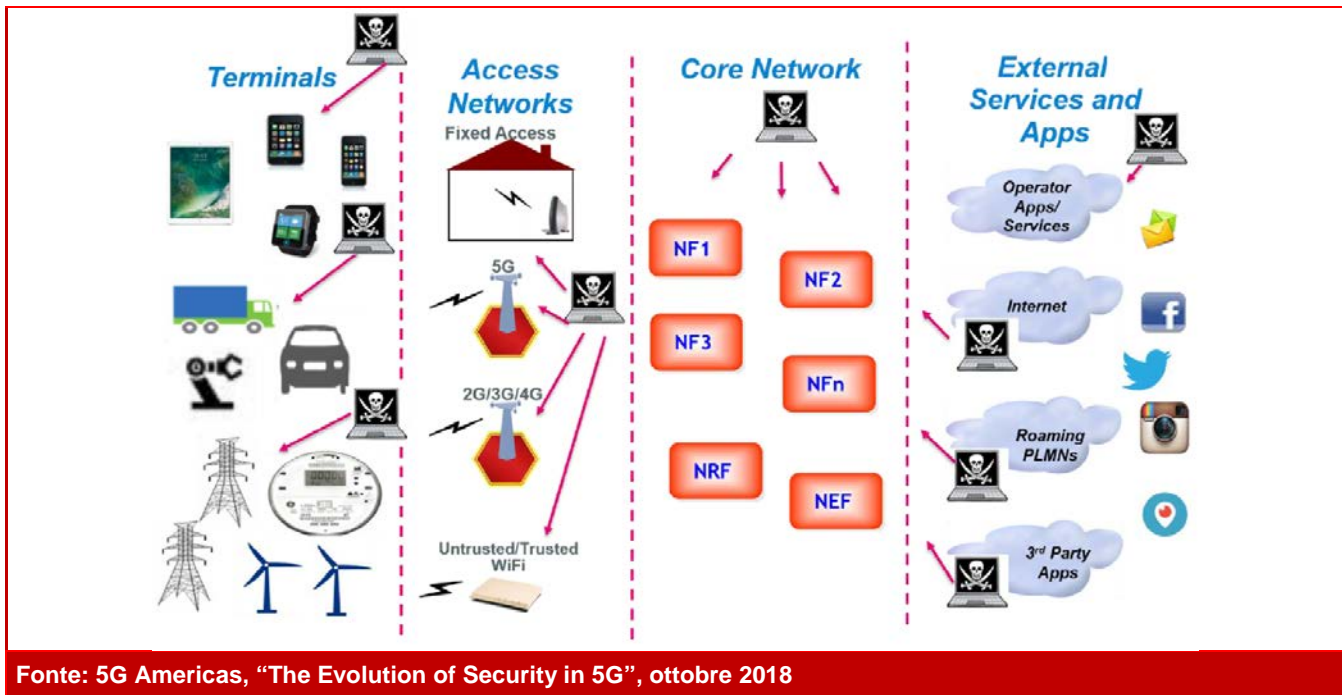 Terminals
Access
Networks
Fixed Access
5G
2G/3G/4G
Untrusted/Trusted
WiFi
Core Network
NF1
NF2
NF3
NFn
NRF
NEF
External
Services and
Apps
Operator
Apps/
Services
Internet
Roaming
PLMNs
3rd Party
Apps
Fonte: 5G Americas, “The Evolution of Security in 5G”, ottobre 2018